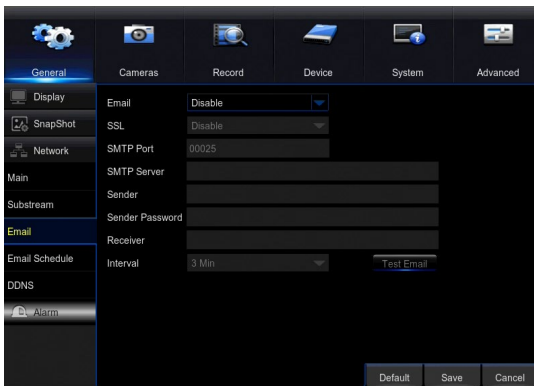 General Cameras Record Device System Advanced
Display
SnapShot
Network
Main
Substream
Email
Email Schedule
DDNS
Alarm
Email Disable
SSL Disable
SMTP Port 00025
SMTP Server
Sender
Sender Password
Receiver
Interval 3 Min Test Email
Default Save Cancel